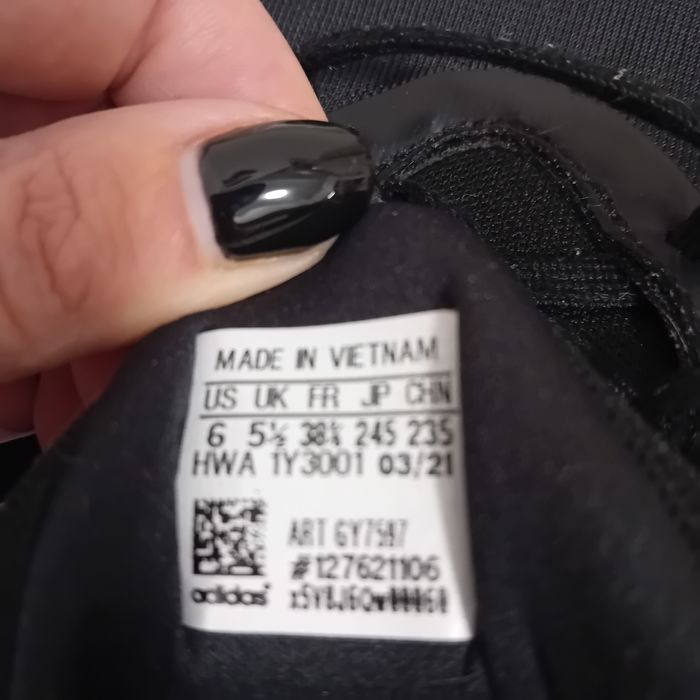 MADE IN VIETNAM
US UK FR JP CHN
6 5½ 38⅔ 245 235
HWA 1Y3001 03/21
ART GY7597
#127621106
adidas